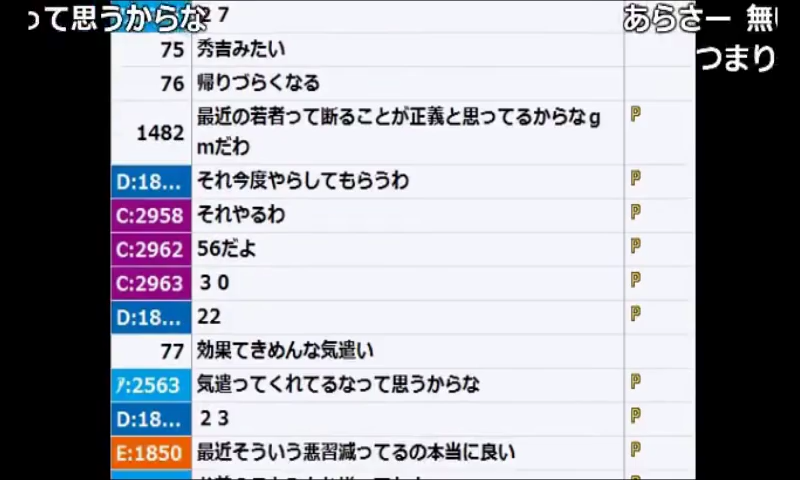 って思うからな
あらさー 無
つまり
27
75 秀吉みたい
76 帰りづらくなる
1482 最近の若者って断ることが正義と思ってるからなg
mだわ
P
D:18... それ今度やらしてもらうわ P
C:2958 それやるわ P
C:2962 56だよ P
C:2963 30 P
D:18... 22 P
77 効果てきめんな気遣い
ｱ:2563 気遣ってくれてるなって思うからな P
D:18... 23 P
E:1850 最近そういう悪習減ってるの本当に良い P